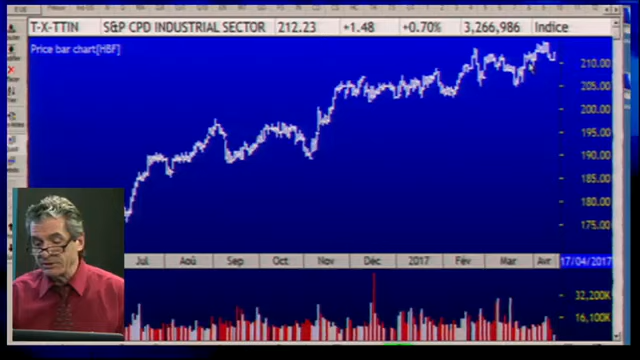 T-X-TTIN S&P CPD INDUSTRIAL SECTOR 212.23 +1.48 +0.70% 3,266,986 Indice
Price bar chart[HBF]
210.00
205.00
200.00
195.00
190.00
185.00
180.00
175.00
Jul Aoû Sep Oct Nov Déc 2017 Fév Mar Avr 17/04/2017
32,200K
16,100K